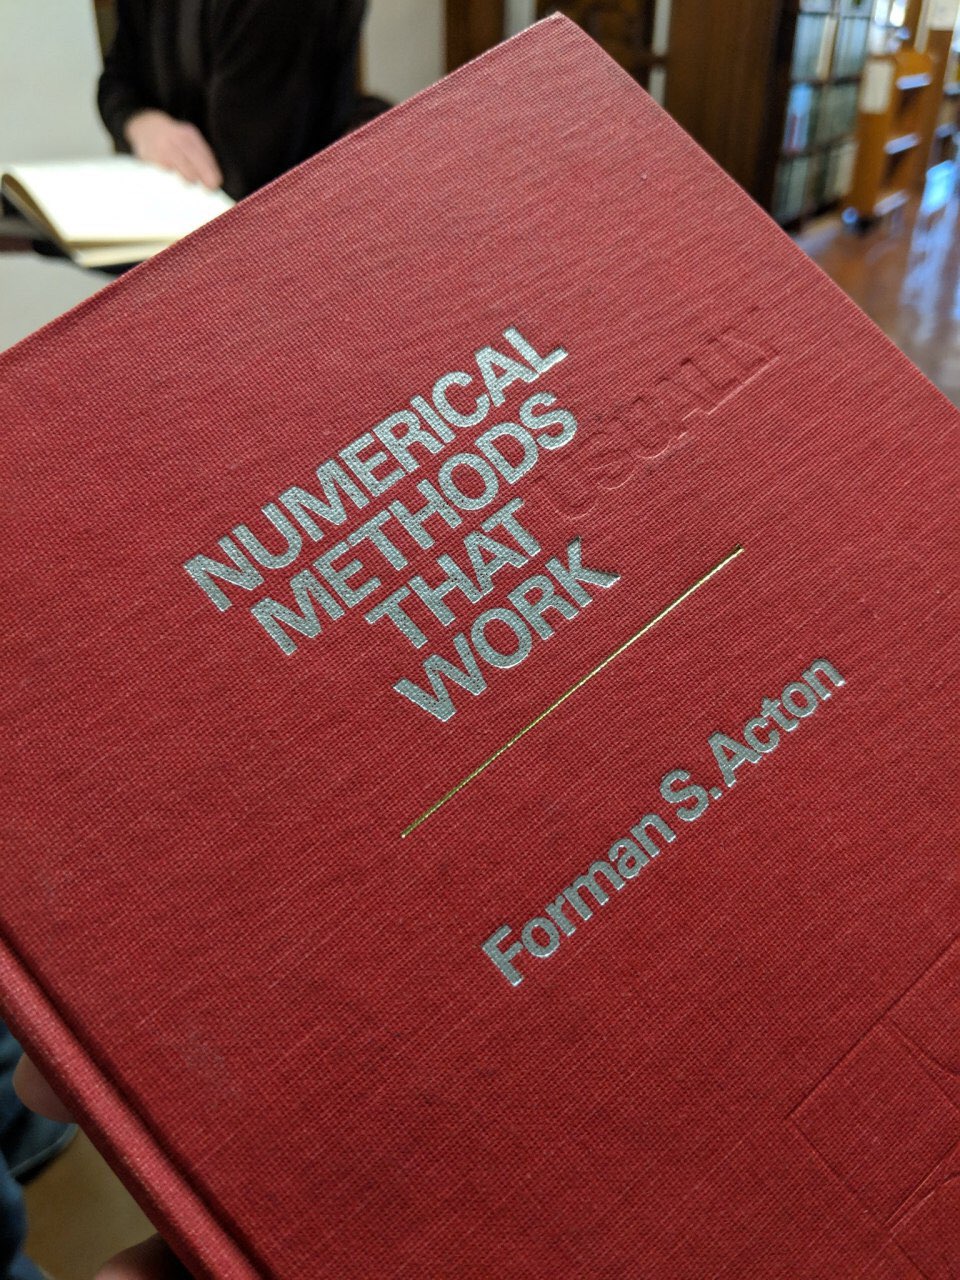 NUMERICAL
METHODS
THAT USUALLY
WORK
Forman S. Acton